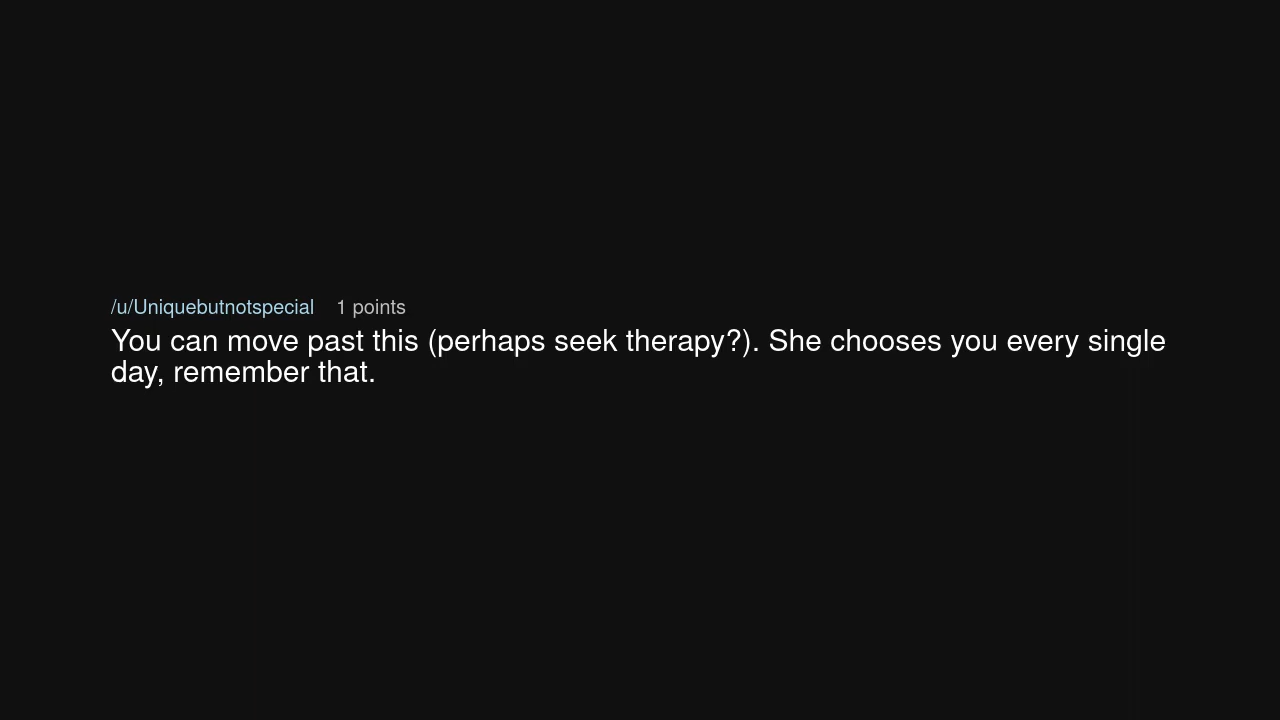 /u/Uniquebutnotspecial 1 points
You can move past this (perhaps seek therapy?). She chooses you every single
day, remember that.